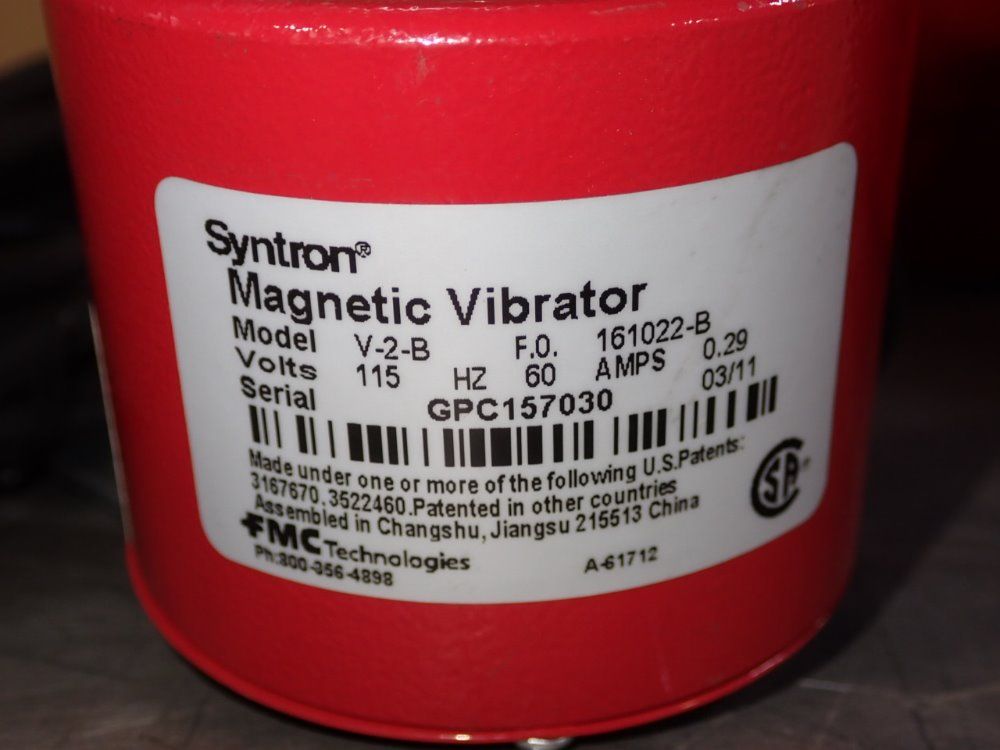 Syntron®
Magnetic Vibrator
Model V-2-B F.O. 161022-B
Volts 115 HZ 60 AMPS 0.29
Serial GPC157030 03/11
Made under one or more of the following U.S.Patents:
3167670.3522460.Patented in other countries
Assembled in Changshu, Jiangsu 215513 China
FMC Technologies
Ph:800-356-4898 A-61712
SA